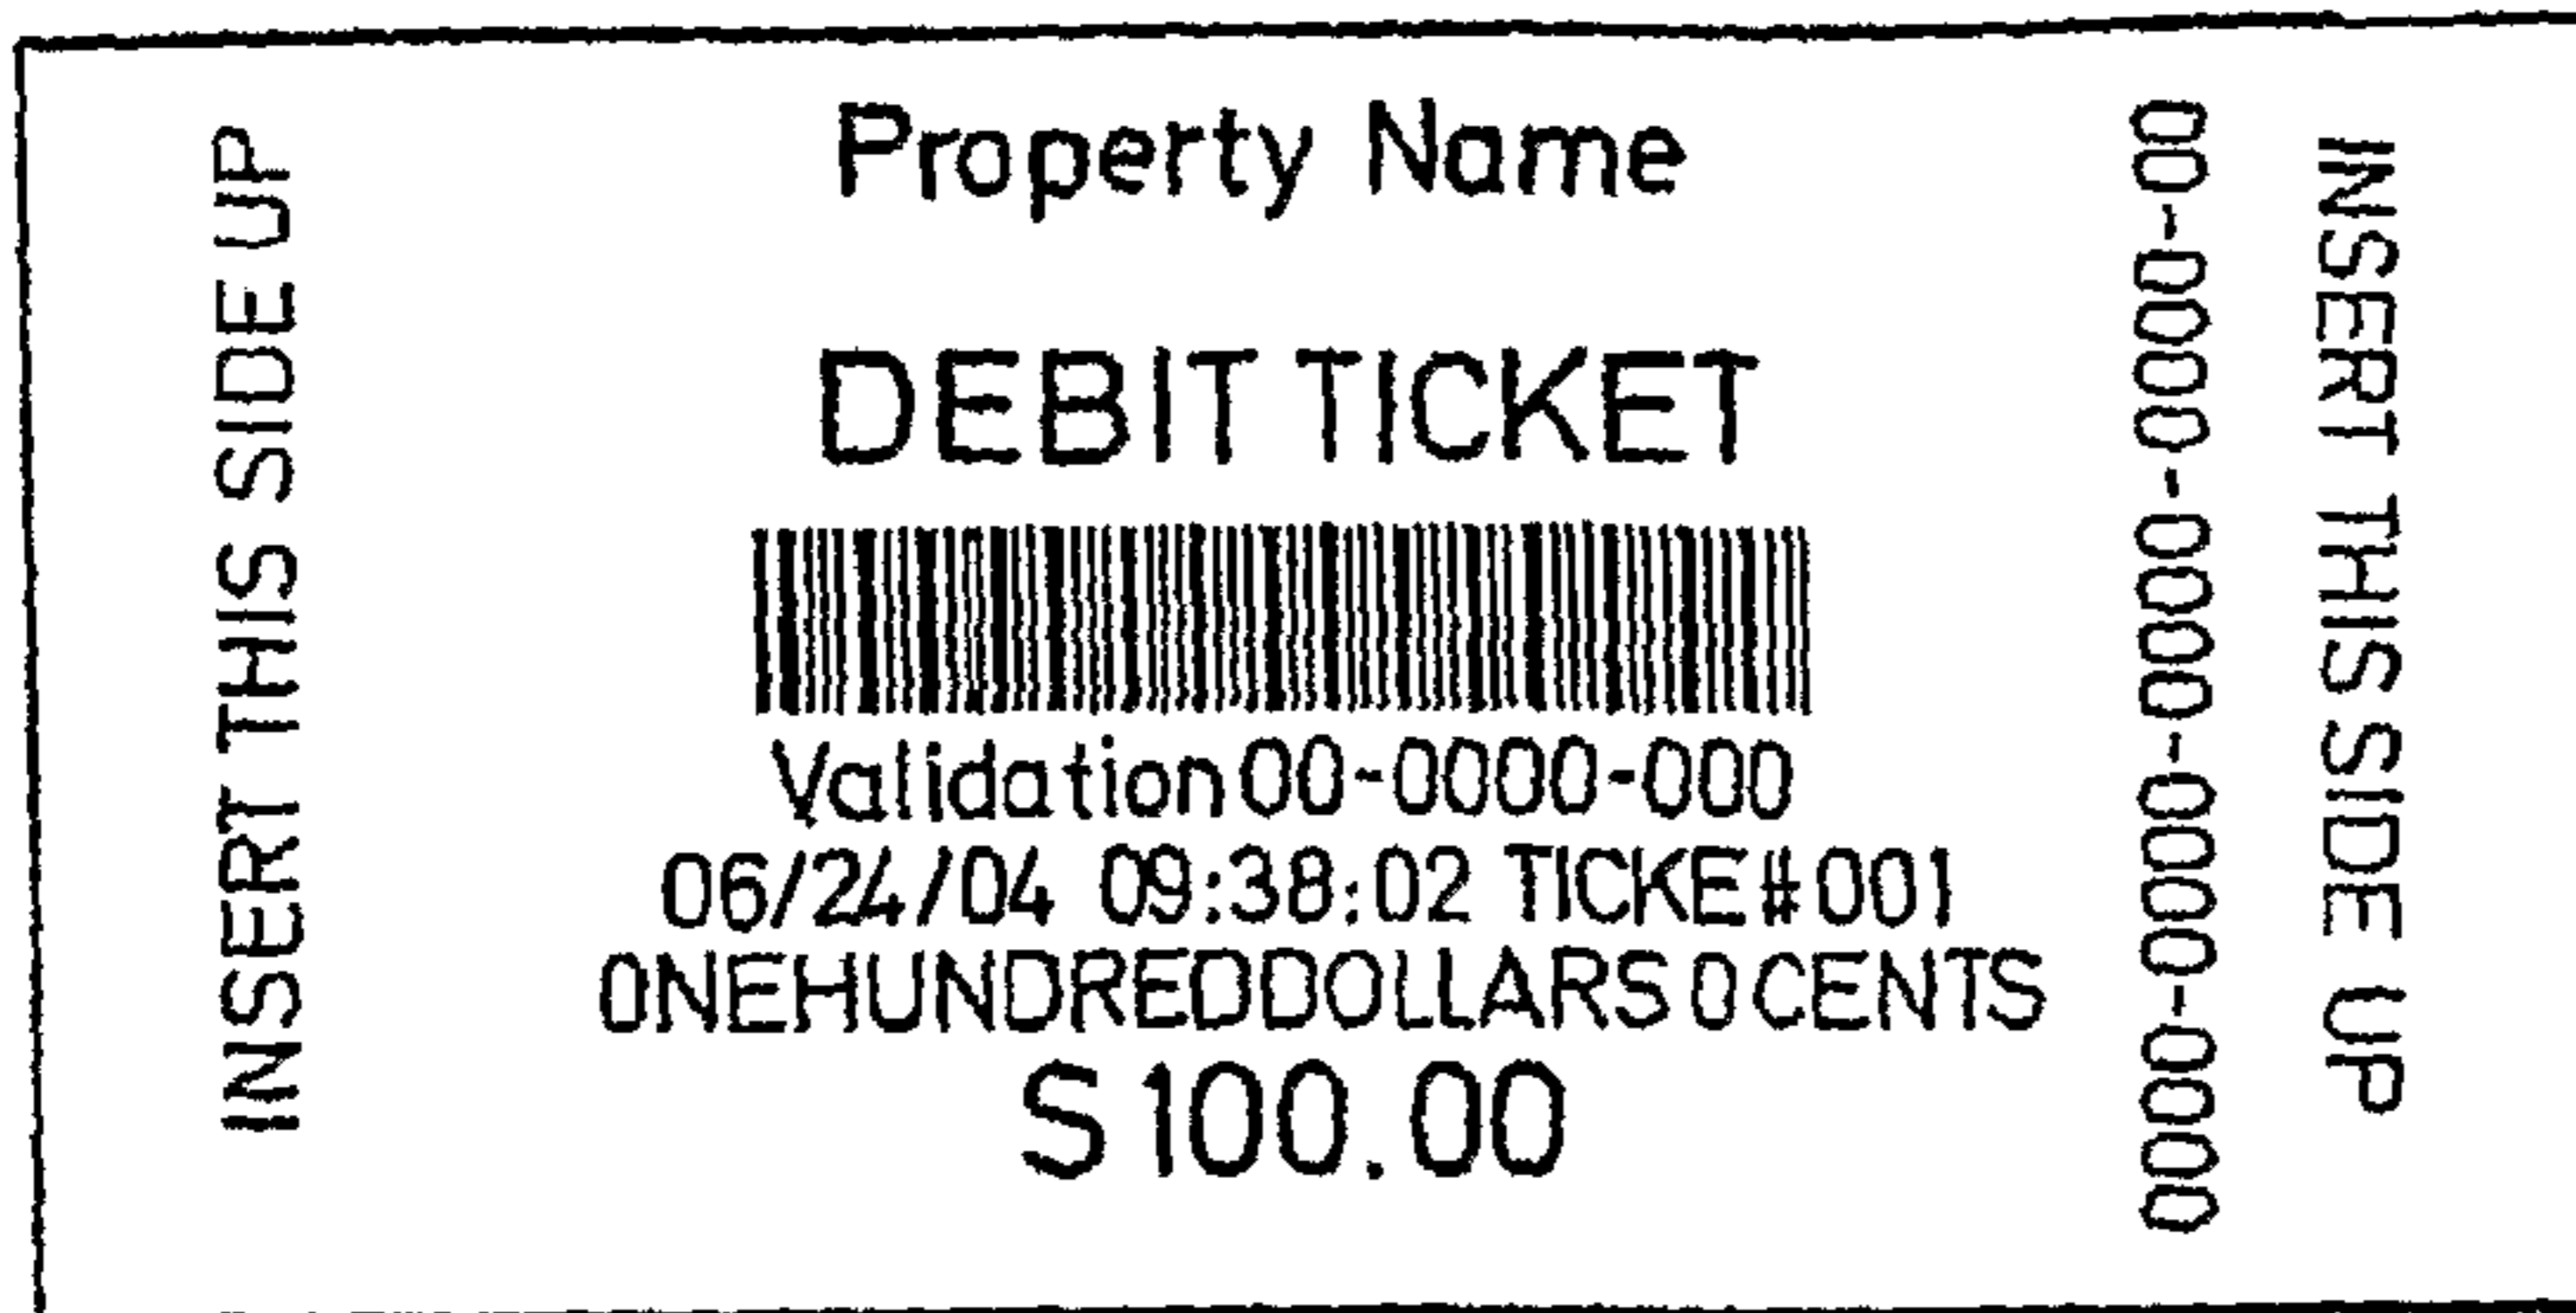 INSERT THIS SIDE UP
Property Name
DEBIT TICKET
Validation 00-0000-000
06/24/04 09:38:02 TICKE#001
ONEHUNDREDDOLLARS 0 CENTS
$100.00
00-0000-0000-0000-0000
INSERT THIS SIDE UP